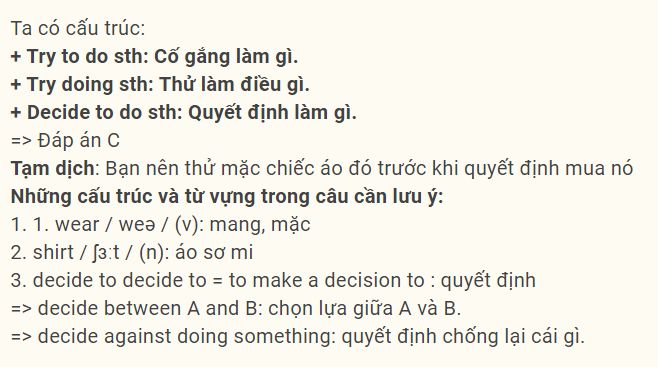 Ta có cấu trúc:
+ Try to do sth: Cố gắng làm gì.
+ Try doing sth: Thử làm điều gì.
+ Decide to do sth: Quyết định làm gì.
=> Đáp án C
Tạm dịch: Bạn nên thử mặc chiếc áo đó trước khi quyết định mua nó
Những cấu trúc và từ vựng trong câu cần lưu ý:
1. 1. wear / weə / (v): mang, mặc
2. shirt / ʃɜːt / (n): áo sơ mi
3. decide to decide to = to make a decision to : quyết định
=> decide between A and B: chọn lựa giữa A và B.
=> decide against doing something: quyết định chống lại cái gì.